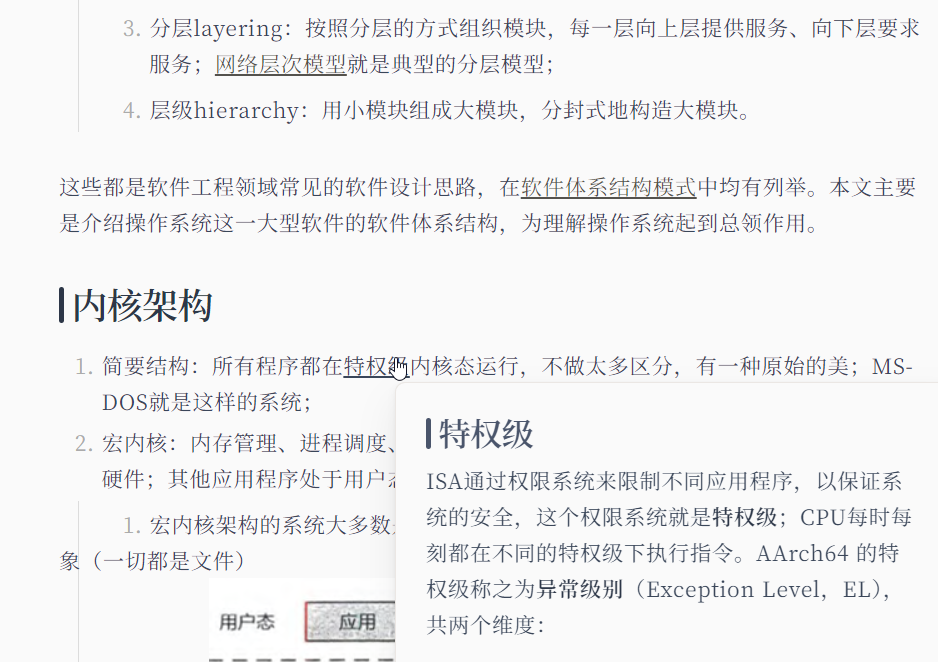 3. 分层layering：按照分层的方式组织模块，每一层向上层提供服务、向下层要求
服务；网络层次模型就是典型的分层模型；
4. 层级hierarchy：用小模块组成大模块，分封式地构造大模块。
这些都是软件工程领域常见的软件设计思路，在软件体系结构模式中均有列举。本文主要
是介绍操作系统这一大型软件的软件体系结构，为理解操作系统起到总领作用。
内核架构
1. 简要结构：所有程序都在特权级内核态运行，不做太多区分，有一种原始的美；MS-
DOS就是这样的系统；
2. 宏内核：内存管理、进程调度、
硬件；其他应用程序处于用户态
1. 宏内核架构的系统大多数
象（一切都是文件）
用户态
应用
特权级
ISA通过权限系统来限制不同应用程序，以保证系
统的安全，这个权限系统就是特权级；CPU每时每
刻都在不同的特权级下执行指令。AArch64 的特
权级称之为异常级别（Exception Level，EL），
共两个维度：